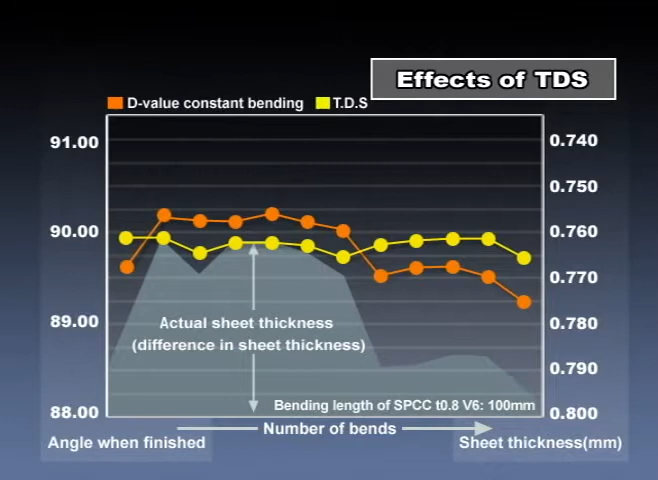 Effects of TDS
D-value constant bending T.D.S
91.00
90.00
89.00
88.00
0.740
0.750
0.760
0.770
0.780
0.790
0.800
Actual sheet thickness
(difference in sheet thickness)
Bending length of SPCC t0.8 V6: 100mm
Number of bends
Angle when finished
Sheet thickness(mm)